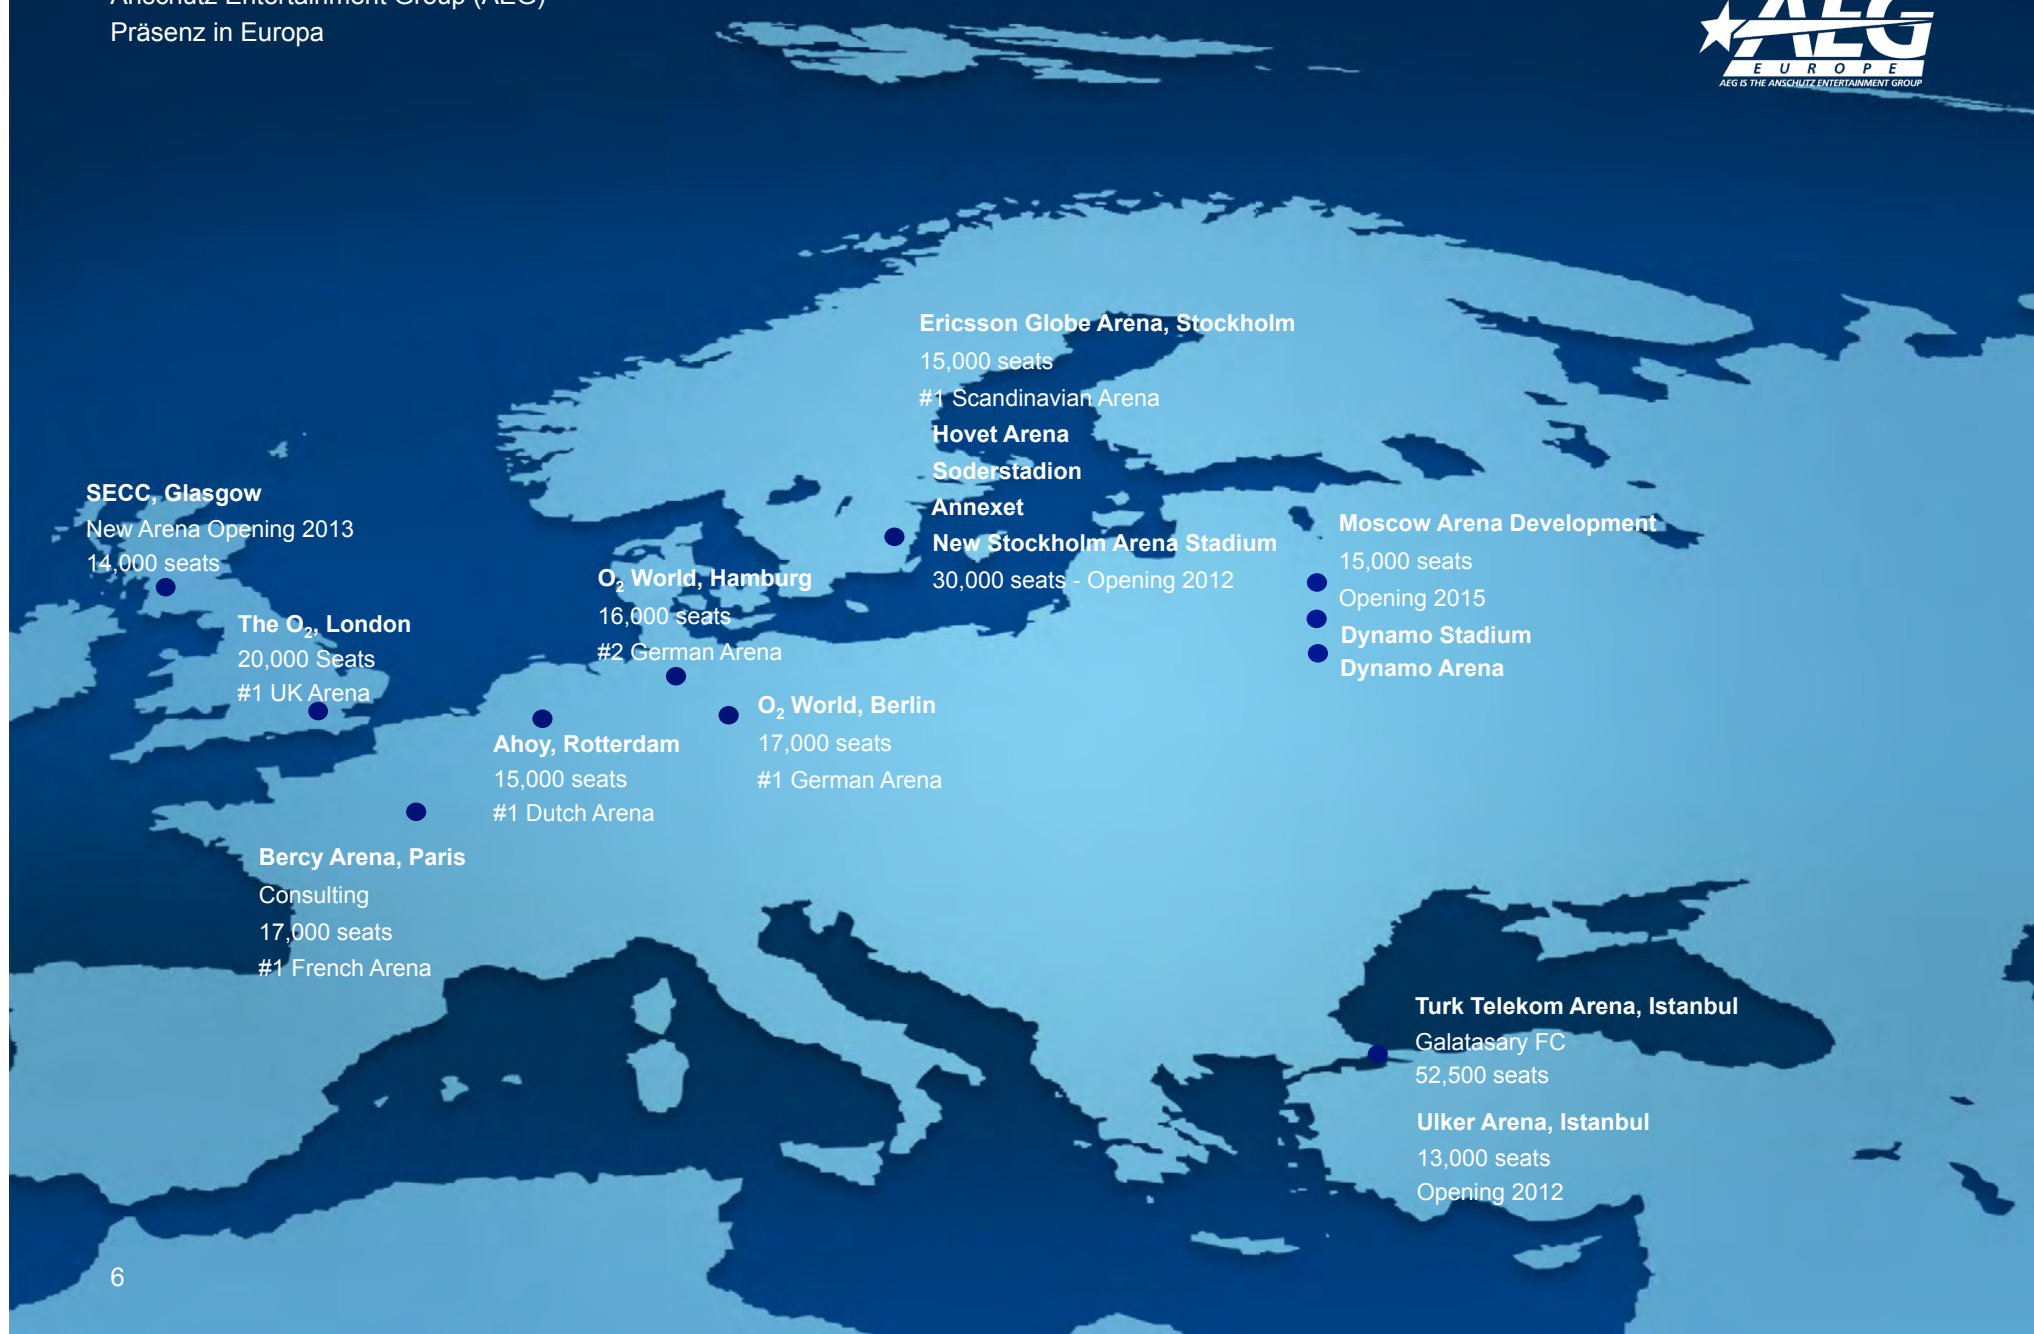 Anschutz Entertainment Group (AEG)
Präsenz in Europa
AEG
EUROPE
AEG IS THE ANSCHUTZ ENTERTAINMENT GROUP
Ericsson Globe Arena, Stockholm
15,000 seats
#1 Scandinavian Arena
Hovet Arena
Soderstadion
Annexet
New Stockholm Arena Stadium
30,000 seats - Opening 2012
SECC, Glasgow
New Arena Opening 2013
14,000 seats
The O₂, London
20,000 Seats
#1 UK Arena
O₂ World, Hamburg
16,000 seats
#2 German Arena
Moscow Arena Development
15,000 seats
Opening 2015
Dynamo Stadium
Dynamo Arena
O₂ World, Berlin
17,000 seats
#1 German Arena
Ahoy, Rotterdam
15,000 seats
#1 Dutch Arena
Bercy Arena, Paris
Consulting
17,000 seats
#1 French Arena
Turk Telekom Arena, Istanbul
Galatasary FC
52,500 seats
Ulker Arena, Istanbul
13,000 seats
Opening 2012
6